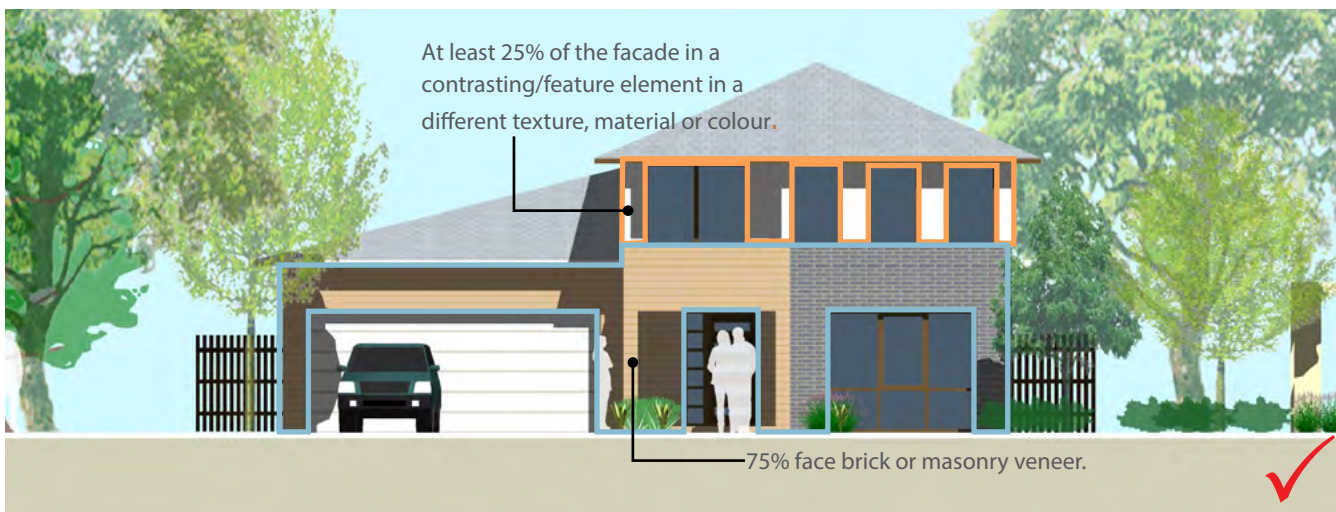 At least 25% of the facade in a
contrasting/feature element in a
different texture, material or colour.
75% face brick or masonry veneer.